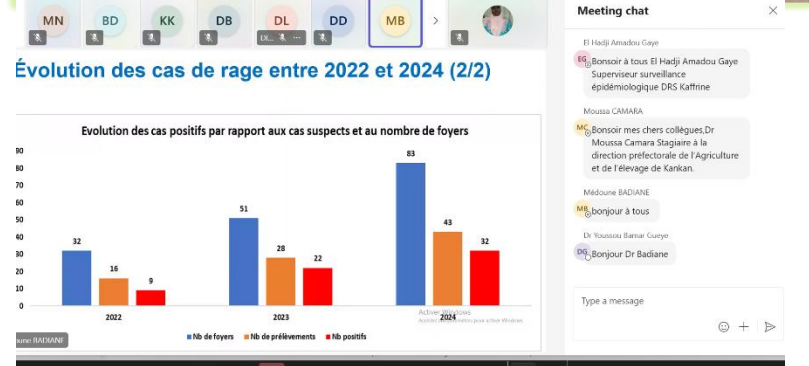 MN BD KK DB DL DD MB >
DL... ...
Évolution des cas de rage entre 2022 et 2024 (2/2)
Evolution des cas positifs par rapport aux cas suspects et au nombre de foyers
90
80
70
60
50
40
30
20
10
0
32
16
9
51
28
22
83
43
32
2022
2023
2024
Activer Windows
Nb de foyers Nb de prélèvements Nb positifs
oune BADIANE
Meeting chat
El Hadji Amadou Gaye
EG
Bonsoir à tous El Hadji Amadou Gaye
Superviseur surveillance
épidémiologique DRS Kaffrine
Moussa CAMARA
MC
Bonsoir mes chers collègues,Dr
Moussa Camara Stagiaire à la
direction préfectorale de l'Agriculture
et de l'élevage de Kankan.
Médoune BADIANE
MB
bonjour à tous
Dr Youssou Bamar Gueye
DG
Bonjour Dr Badiane
Type a message